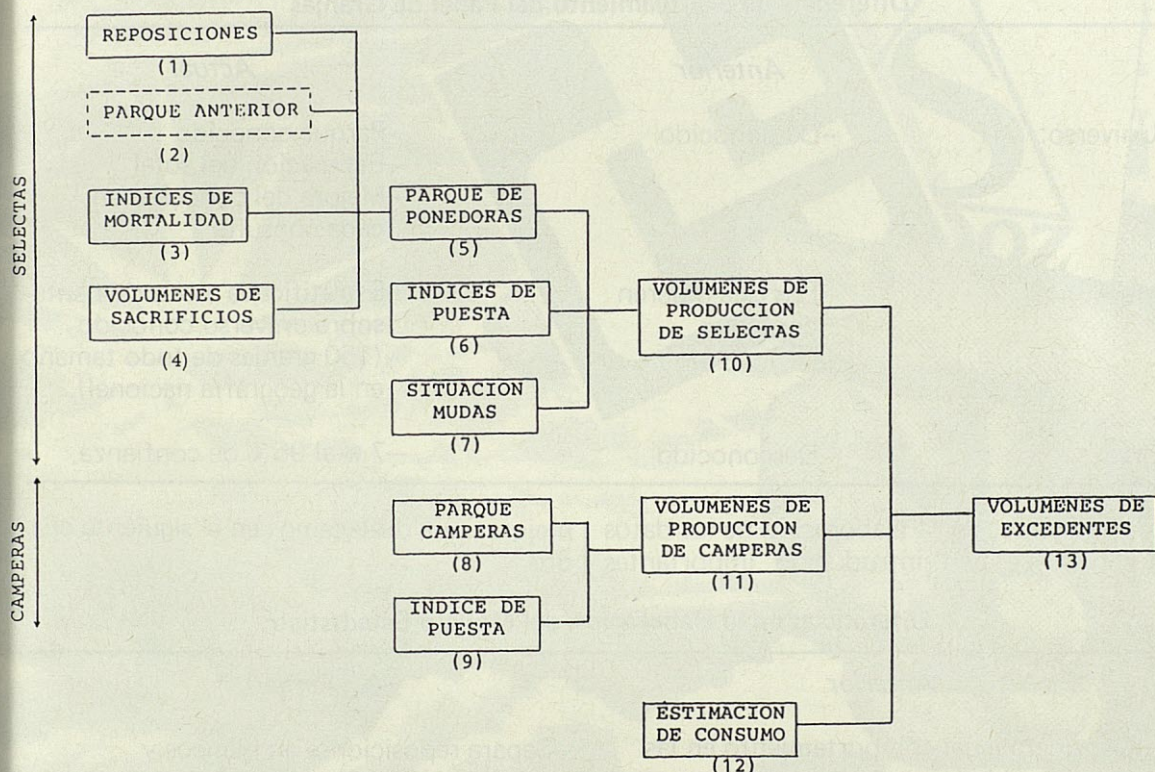 SELECTAS
REPOSICIONES
(1)
PARQUE ANTERIOR
(2)
INDICES DE
MORTALIDAD
(3)
VOLUMENES DE
SACRIFICIOS
(4)
PARQUE DE
PONEDORAS
(5)
INDICES DE
PUESTA
(6)
SITUACION
MUDAS
(7)
VOLUMENES DE
PRODUCCION
DE SELECTAS
(10)
CAMPERAS
PARQUE
CAMPERAS
(8)
INDICE DE
PUESTA
(9)
VOLUMENES DE
PRODUCCION
DE CAMPERAS
(11)
VOLUMENES DE
EXCEDENTES
(13)
ESTIMACION
DE CONSUMO
(12)